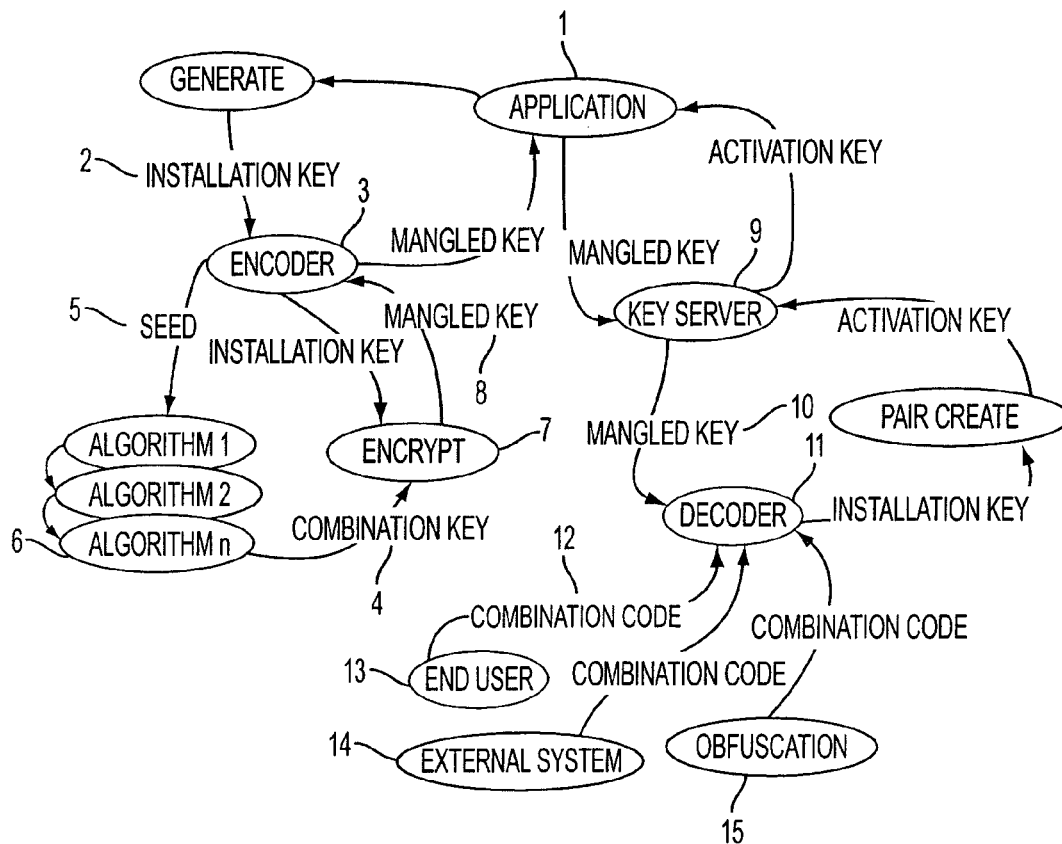 1
GENERATE
APPLICATION
ACTIVATION KEY
2
INSTALLATION KEY
3
MANGLED KEY
ENCODER
MANGLED KEY
9
KEY SERVER
5
SEED
MANGLED KEY
INSTALLATION KEY
8
ACTIVATION KEY
MANGLED KEY
10
PAIR CREATE
ALGORITHM 1
ENCRYPT
7
11
ALGORITHM 2
DECODER
INSTALLATION KEY
ALGORITHM n
6
COMBINATION KEY
4
12
COMBINATION CODE
COMBINATION CODE
13
END USER
COMBINATION CODE
14
EXTERNAL SYSTEM
OBFUSCATION
15